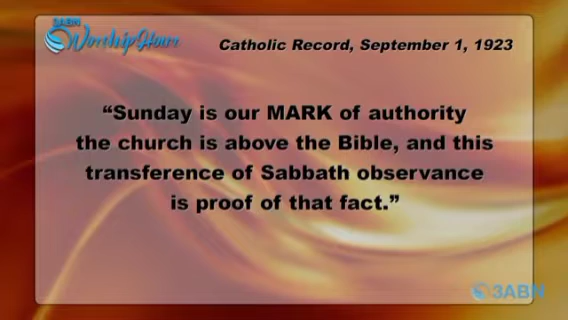 3ABN
Worship Hour
Catholic Record, September 1, 1923
“Sunday is our MARK of authority
the church is above the Bible, and this
transference of Sabbath observance
is proof of that fact.”
3ABN